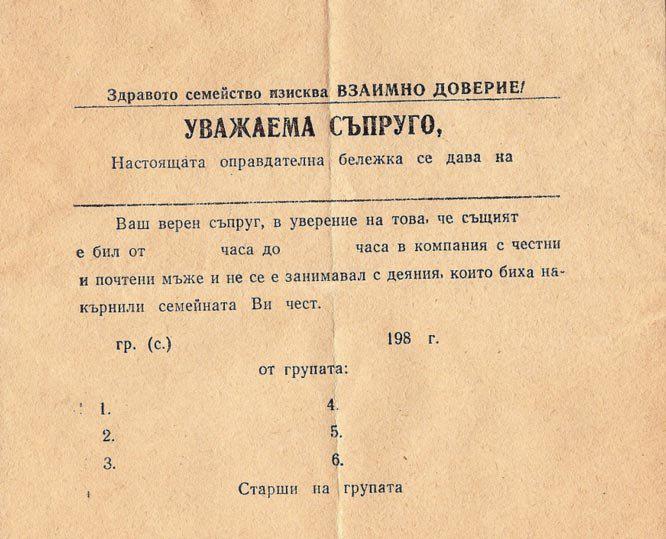 Здравото семейство изисква ВЗАИМНО ДОВЕРИЕ!
УВАЖАЕМА СЪПРУГО,
Настоящата оправдателна бележка се дава на
Ваш верен съпруг, в уверение на това, че същият
е бил от часа до часа в компания с честни
и почтени мъже и не се е занимавал с деяния, които биха на-
кърнили семейната Ви чест.
гр. (с.) 198 г.
от групата:
1. 4.
2. 5.
3. 6.
Старши на групата